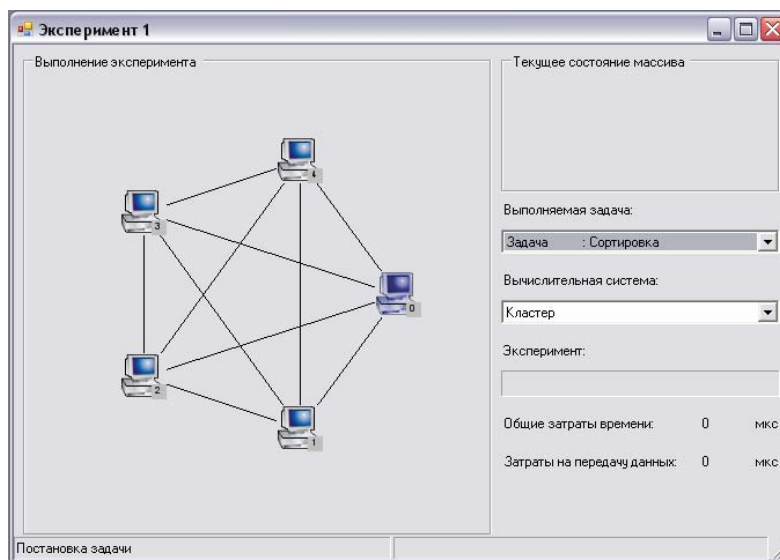 Эксперимент 1
Выполнение эксперимента
4
3
0
2
1
Текущее состояние массива
Выполняемая задача:
Задача : Сортировка
Вычислительная система:
Кластер
Эксперимент:
Общие затраты времени: 0 мкс
Затраты на передачу данных: 0 мкс
Постановка задачи